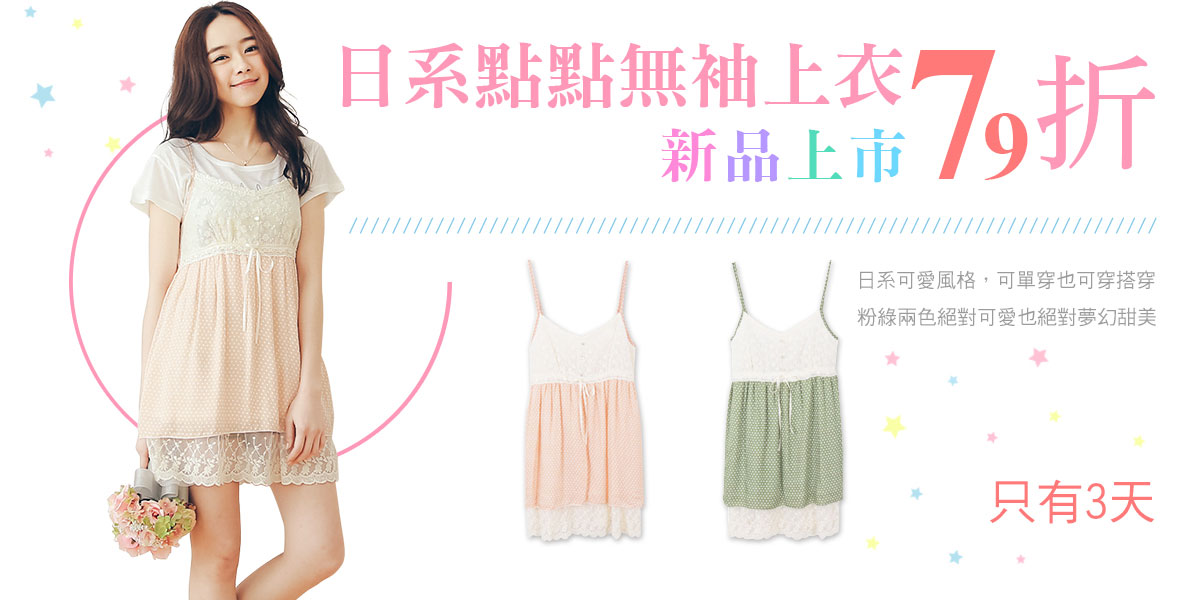 日系點點無袖上衣79折
新品上市
日系可愛風格，可單穿也可穿搭穿
粉綠兩色絕對可愛也絕對夢幻甜美
只有3天